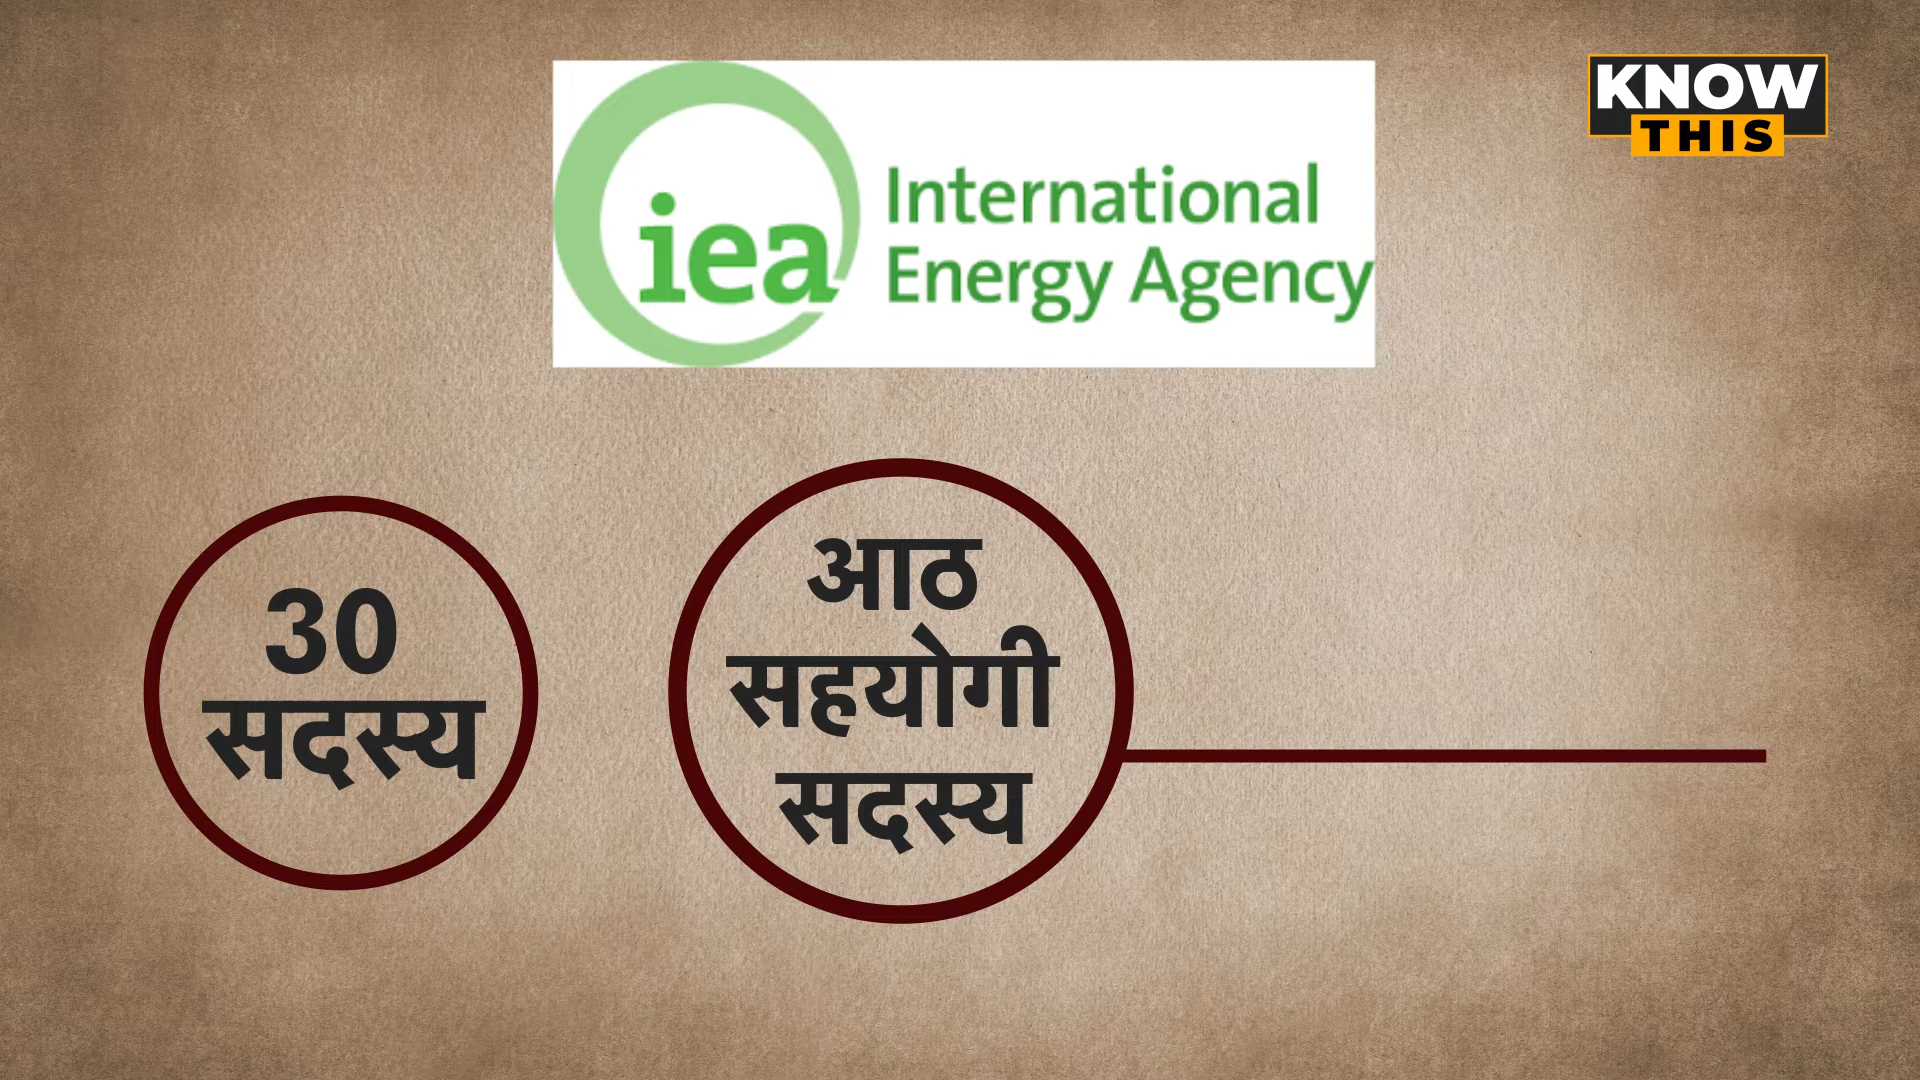 iea
International
Energy Agency
KNOW
THIS
30
सदस्य
आठ
सहयोगी
सदस्य